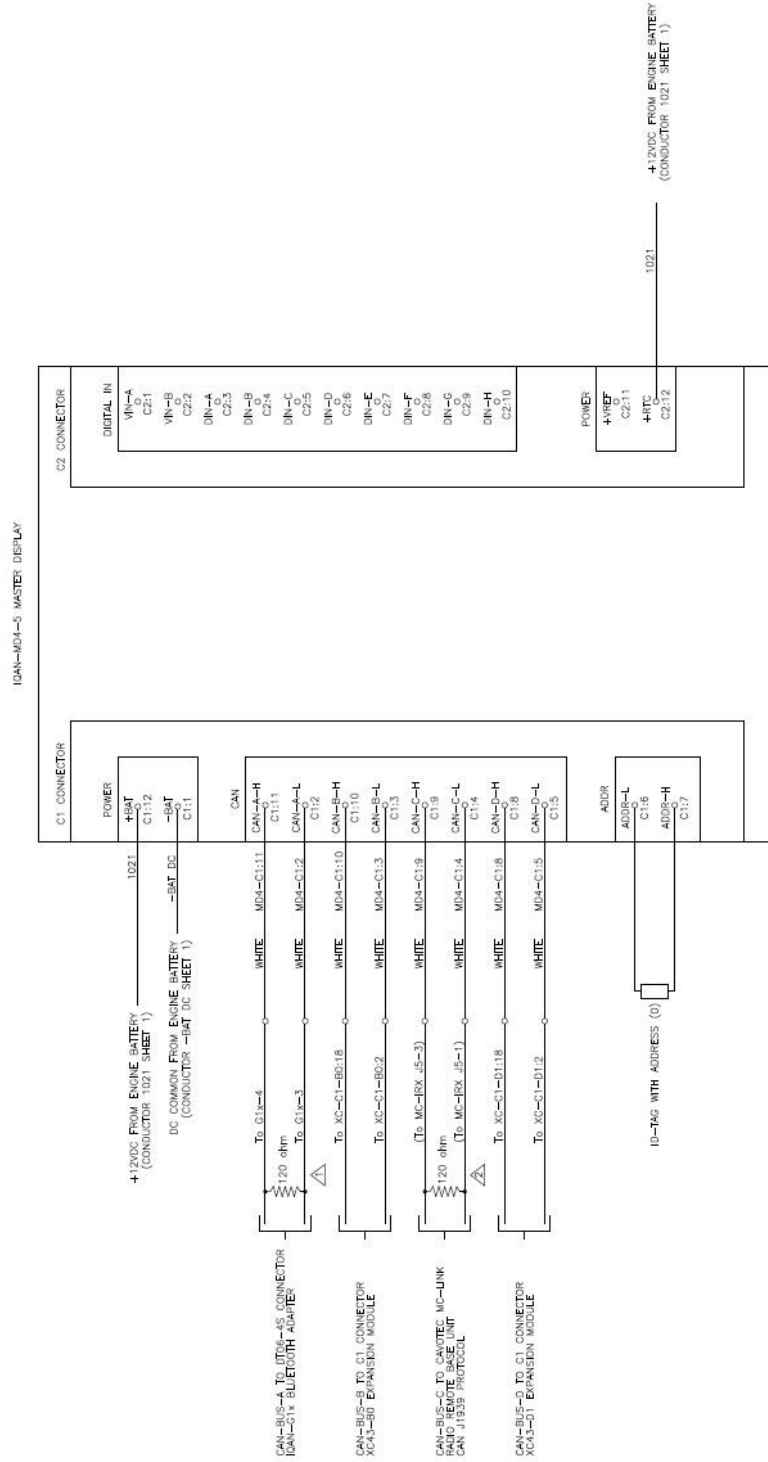 IQAN-MD4-5 MASTER DISPLAY
C1 CONNECTOR
POWER
+BAT
C1:12
-BAT
C1:1
1021
-BAT DC
+12VDC FROM ENGINE BATTERY
(CONDUCTOR 1021 SHEET 1)
DC COMMON FROM ENGINE BATTERY
(CONDUCTOR -BAT DC SHEET 1)
CAN
CAN-A-H
C1:11
CAN-A-L
C1:2
CAN-B-H
C1:10
CAN-B-L
C1:3
CAN-C-H
C1:9
CAN-C-L
C1:4
CAN-D-H
C1:8
CAN-D-L
C1:5
To G1x-4 WHITE MD4-C1:11
To G1x-3 WHITE MD4-C1:2
To XC-C1-B0:18 WHITE MD4-C1:10
To XC-C1-B0:2 WHITE MD4-C1:3
(To MC-IRX J5-3) WHITE MD4-C1:9
(To MC-IRX J5-1) WHITE MD4-C1:4
To XC-C1-D1:18 WHITE MD4-C1:8
To XC-C1-D1:2 WHITE MD4-C1:5
120 ohm
1
120 ohm
2
CAN-BUS-A TO DT06-4S CONNECTOR
IQAN-G1x BLUETOOTH ADAPTER
CAN-BUS-B TO C1 CONNECTOR
XC43-B0 EXPANSION MODULE
CAN-BUS-C TO CAVOTEC MC-LINK
RADIO REMOTE BASE UNIT
CAN J1939 PROTOCOL
CAN-BUS-D TO C1 CONNECTOR
XC43-D1 EXPANSION MODULE
ADDR
ADDR-L
C1:6
ADDR-H
C1:7
ID-TAG WITH ADDRESS (0)
C2 CONNECTOR
DIGITAL IN
VIN-A
C2:1
VIN-B
C2:2
DIN-A
C2:3
DIN-B
C2:4
DIN-C
C2:5
DIN-D
C2:6
DIN-E
C2:7
DIN-F
C2:8
DIN-G
C2:9
DIN-H
C2:10
POWER
+VREF
C2:11
+RTC
C2:12
1021
+12VDC FROM ENGINE BATTERY
(CONDUCTOR 1021 SHEET 1)